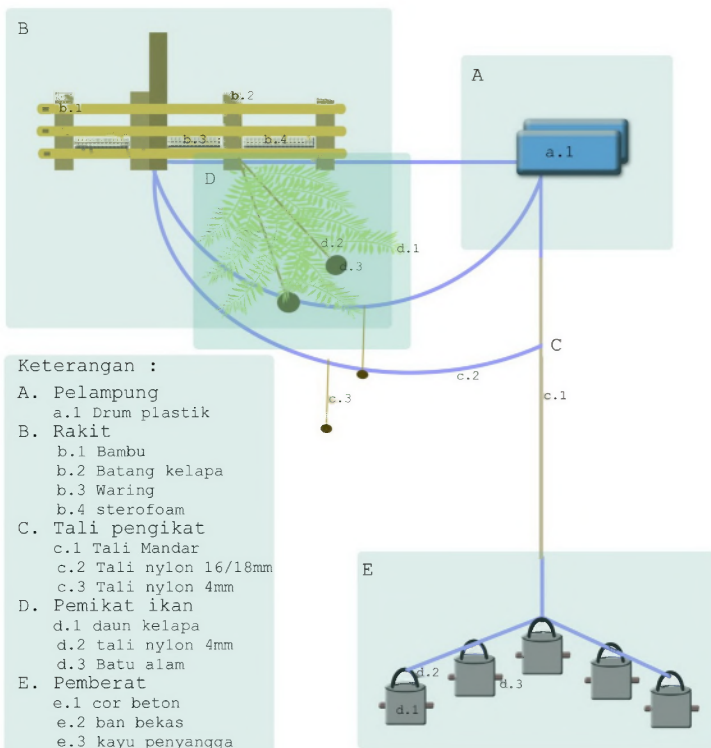 B
A
b.2
b.1
b.3
b.4
a.1
D
d.2
d.1
d.3
C
c.2
c.1
c.3
Keterangan :
A. Pelampung
a.1 Drum plastik
B. Rakit
b.1 Bambu
b.2 Batang kelapa
b.3 Waring
b.4 sterofoam
C. Tali pengikat
c.1 Tali Mandar
c.2 Tali nylon 16/18mm
c.3 Tali nylon 4mm
D. Pemikat ikan
d.1 daun kelapa
d.2 tali nylon 4mm
d.3 Batu alam
E. Pemberat
e.1 cor beton
e.2 ban bekas
e.3 kayu penyangga
E
d.2
d.3
d.1